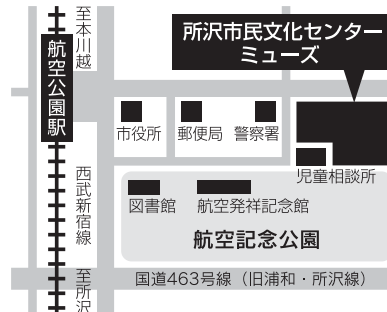 至本川越
所沢市民文化センター
ミューズ
航空公園駅
市役所
郵便局
警察署
児童相談所
西武新宿線
図書館
航空発祥記念館
航空記念公園
至所沢
国道463号線（旧浦和・所沢線）